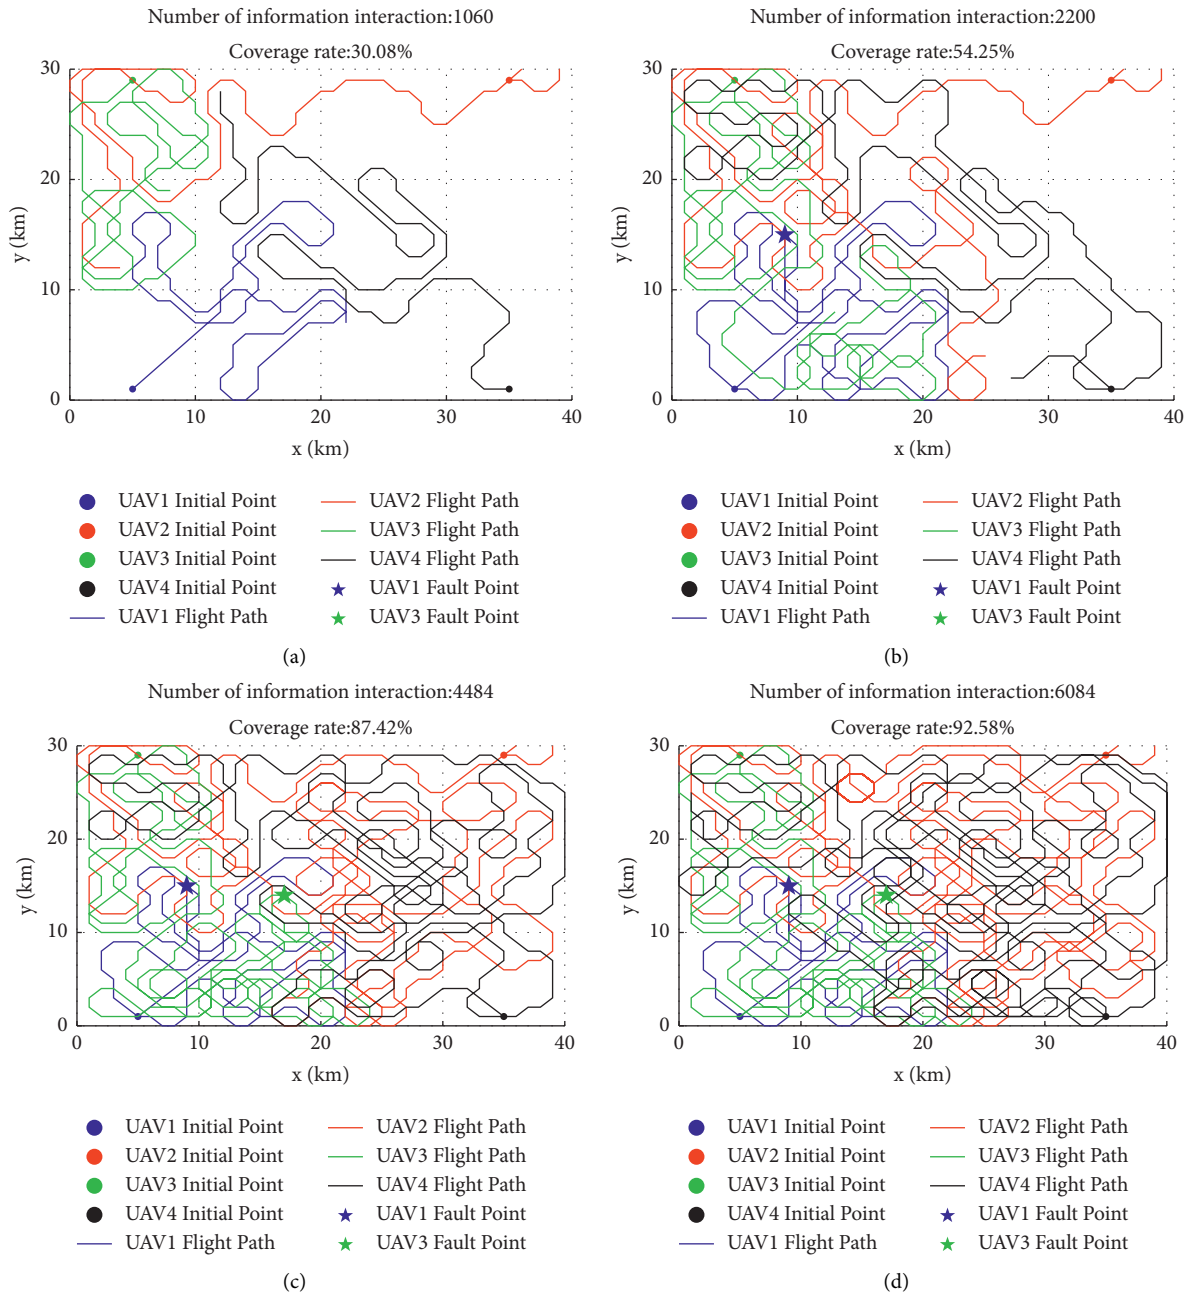 Number of information interaction:1060
Coverage rate:30.08%
30
20
10
0
y (km)
0 10 20 30 40
x (km)
UAV1 Initial Point
UAV2 Initial Point
UAV3 Initial Point
UAV4 Initial Point
UAV1 Flight Path
UAV2 Flight Path
UAV3 Flight Path
UAV4 Flight Path
UAV1 Fault Point
UAV3 Fault Point
(a)
Number of information interaction:2200
Coverage rate:54.25%
30
20
10
0
y (km)
0 10 20 30 40
x (km)
UAV1 Initial Point
UAV2 Initial Point
UAV3 Initial Point
UAV4 Initial Point
UAV1 Flight Path
UAV2 Flight Path
UAV3 Flight Path
UAV4 Flight Path
UAV1 Fault Point
UAV3 Fault Point
(b)
Number of information interaction:4484
Coverage rate:87.42%
30
20
10
0
y (km)
0 10 20 30 40
x (km)
UAV1 Initial Point
UAV2 Initial Point
UAV3 Initial Point
UAV4 Initial Point
UAV1 Flight Path
UAV2 Flight Path
UAV3 Flight Path
UAV4 Flight Path
UAV1 Fault Point
UAV3 Fault Point
(c)
Number of information interaction:6084
Coverage rate:92.58%
30
20
10
0
y (km)
0 10 20 30 40
x (km)
UAV1 Initial Point
UAV2 Initial Point
UAV3 Initial Point
UAV4 Initial Point
UAV1 Flight Path
UAV2 Flight Path
UAV3 Flight Path
UAV4 Flight Path
UAV1 Fault Point
UAV3 Fault Point
(d)